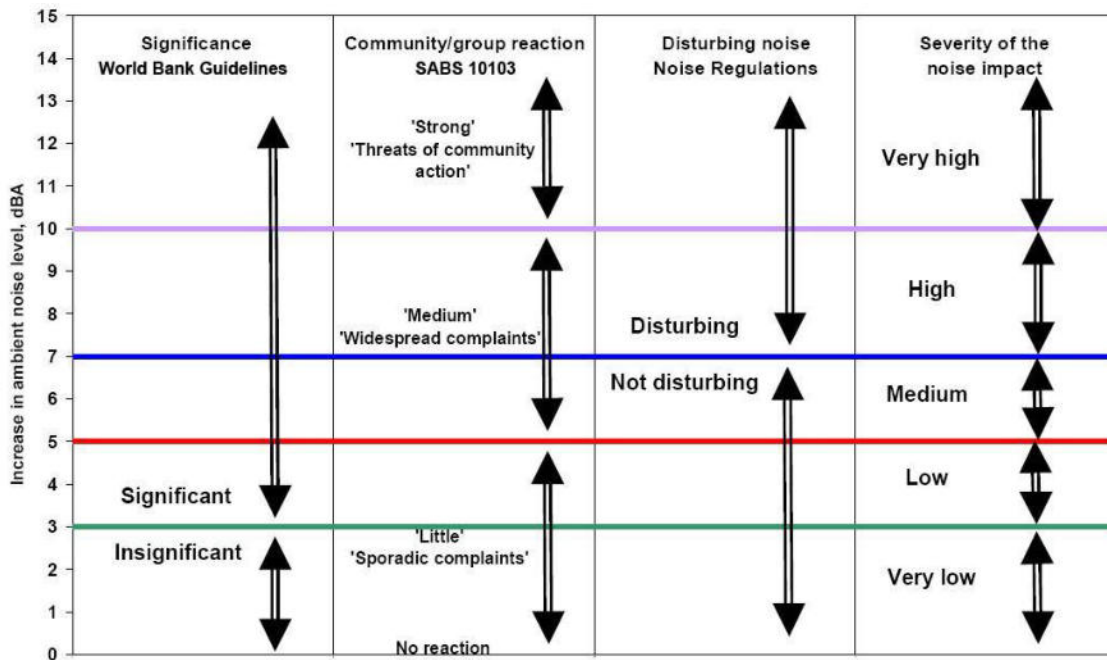 Increase in ambient noise level, dBA
15
14
13
12
11
10
9
8
7
6
5
4
3
2
1
0
Significance
World Bank Guidelines
Significant
Insignificant
Community/group reaction
SABS 10103
'Strong'
'Threats of community
action'
'Medium'
'Widespread complaints'
'Little'
'Sporadic complaints'
No reaction
Disturbing noise
Noise Regulations
Disturbing
Not disturbing
Severity of the
noise impact
Very high
High
Medium
Low
Very low